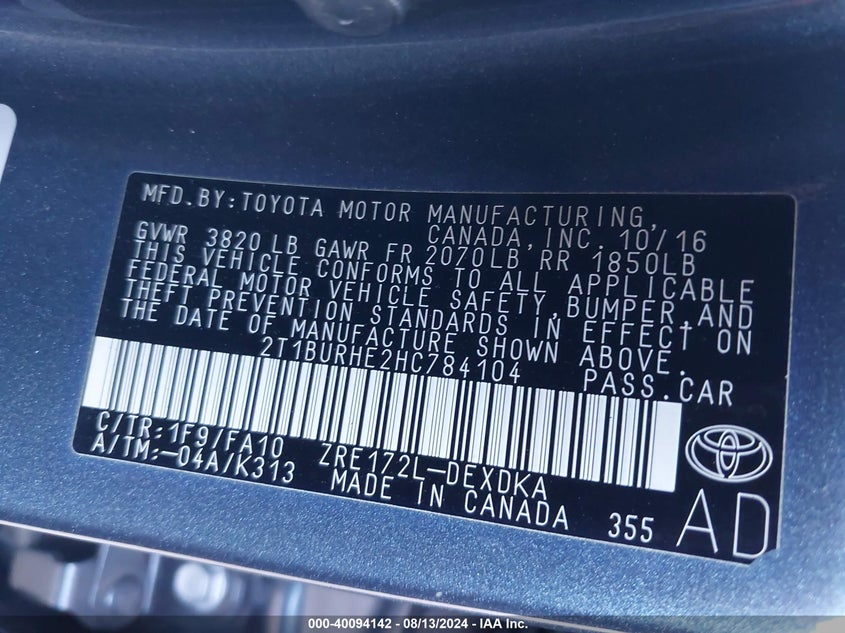 MFD.BY:TOYOTA MOTOR MANUFACTURING,
CANADA,INC. 10/16
GVWR 3820 LB GAWR FR 2070LB RR 1850LB
THIS VEHICLE CONFORMS TO ALL APPLICABLE
FEDERAL MOTOR VEHICLE SAFETY,BUMPER,AND
THEFT PREVENTION STANDARDS IN EFFECT ON
THE DATE OF MANUFACTURE SHOWN ABOVE.
2T1BURHE2HC784104 PASS.CAR
C/TR:1F9/FA10 ZRE172L-DEXDKA
A/TM:-04A/K313 MADE IN CANADA 355 AD
000-40094142 - 08/13/2024 - IAA Inc.